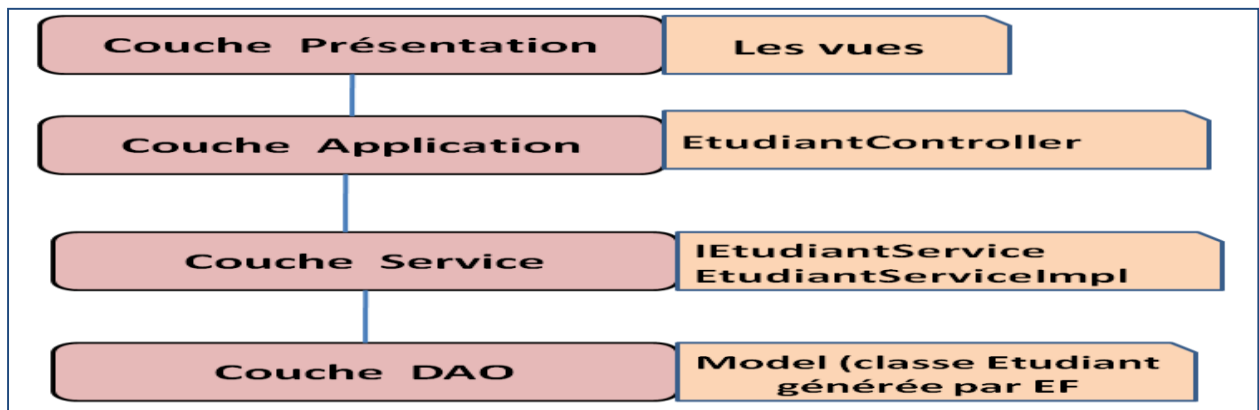 Couche Présentation
Les vues
Couche Application
EtudiantController
Couche Service
IEtudiantService
EtudiantServiceImpl
Couche DAO
Model (classe Etudiant
générée par EF